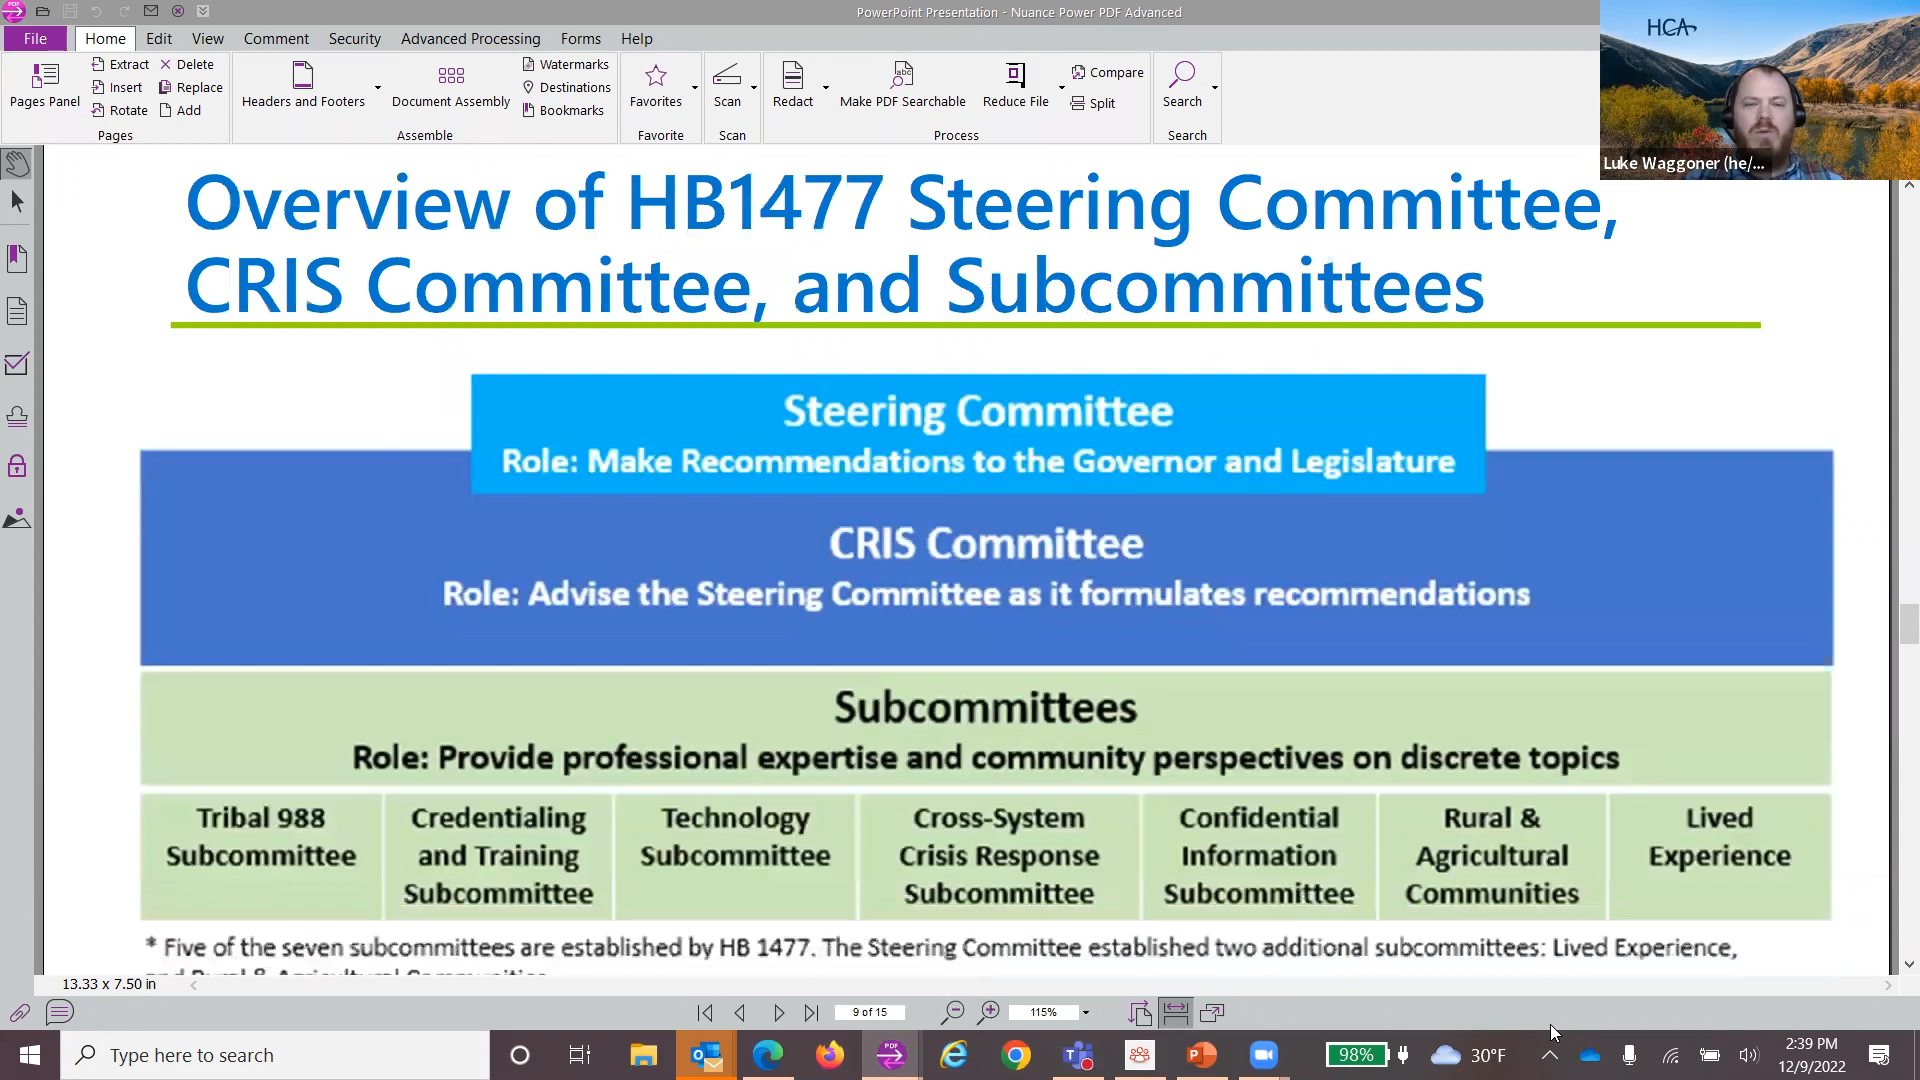 PowerPoint Presentation - Nuance Power PDF Advanced
File Home Edit View Comment Security Advanced Processing Forms Help
Pages Panel
Extract Delete
Insert Replace
Rotate Add
Pages
Headers and Footers
Document Assembly
Watermarks
Destinations
Bookmarks
Assemble
Favorites
Favorite
Scan
Scan
Redact
Make PDF Searchable
Reduce File
Compare
Split
Process
Search
Search
HCA
Luke Waggoner (he/...
Overview of HB1477 Steering Committee,
CRIS Committee, and Subcommittees
Steering Committee
Role: Make Recommendations to the Governor and Legislature
CRIS Committee
Role: Advise the Steering Committee as it formulates recommendations
Subcommittees
Role: Provide professional expertise and community perspectives on discrete topics
Tribal 988
Subcommittee
Credentialing
and Training
Subcommittee
Technology
Subcommittee
Cross-System
Crisis Response
Subcommittee
Confidential
Information
Subcommittee
Rural &
Agricultural
Communities
Lived
Experience
* Five of the seven subcommittees are established by HB 1477. The Steering Committee established two additional subcommittees: Lived Experience,
and Rural & Agricultural Communities
13.33 x 7.50 in
9 of 15
115%
Type here to search
98%
30°F
2:39 PM
12/9/2022